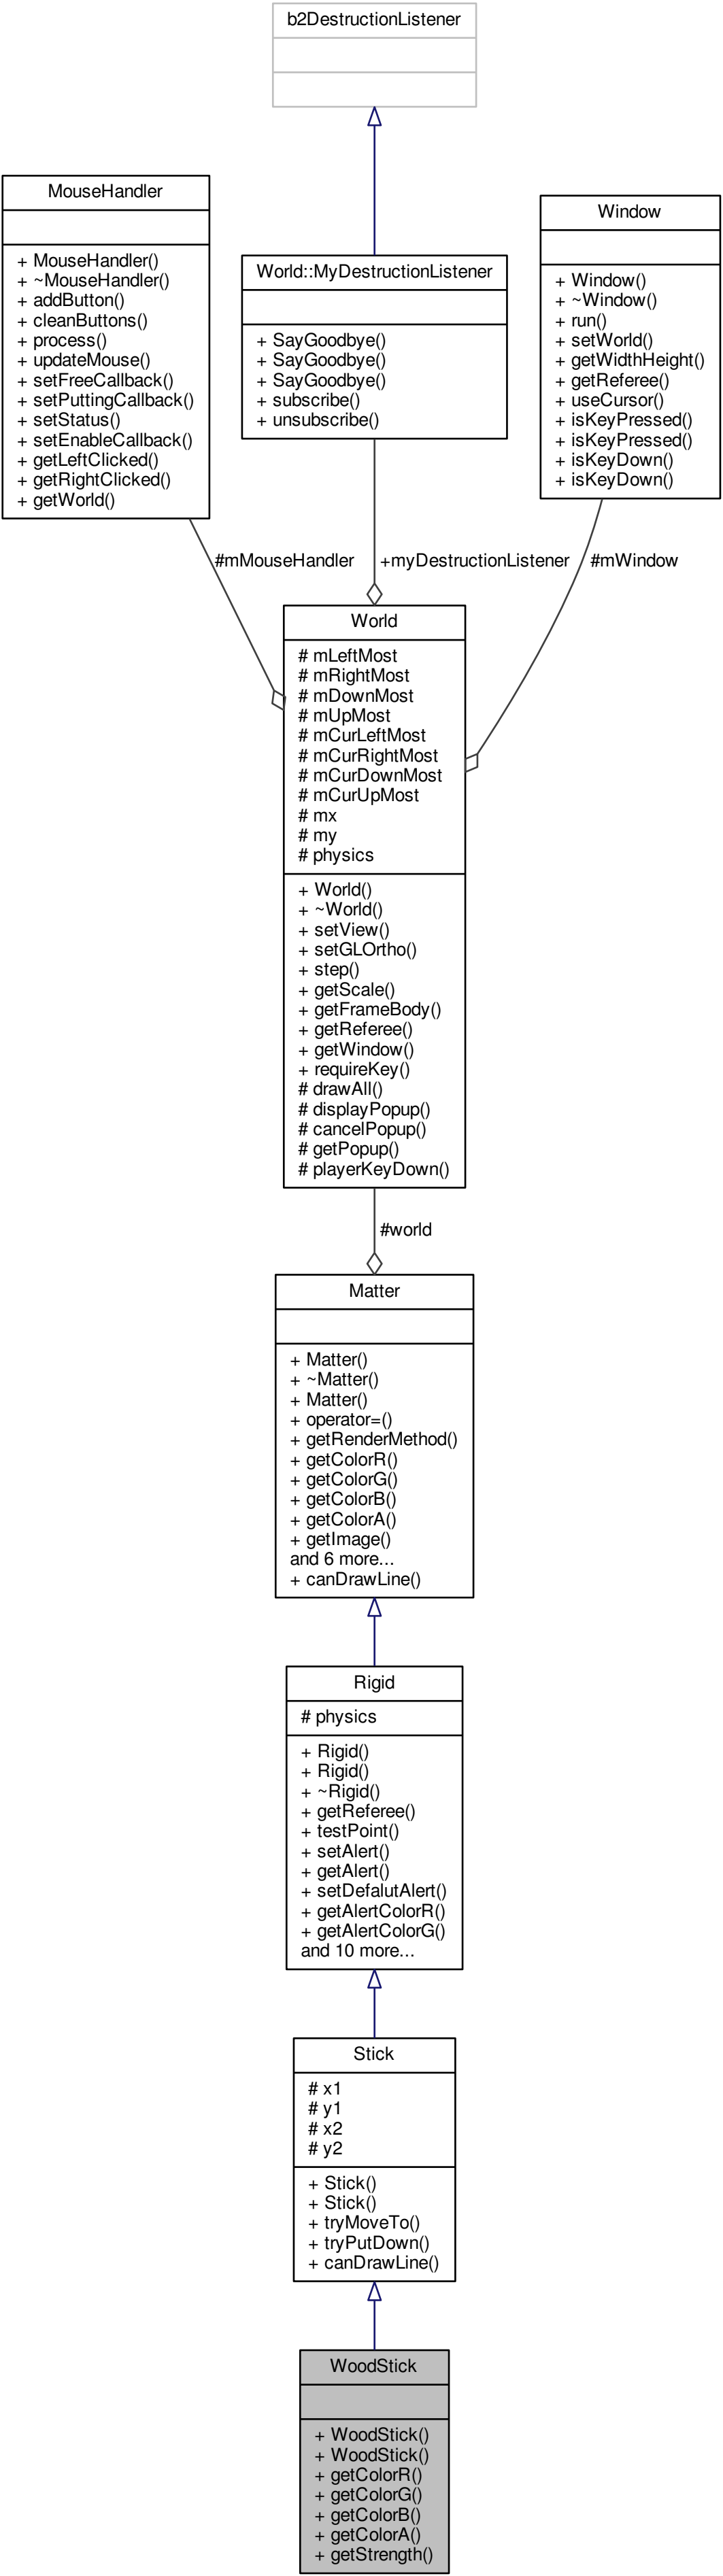 b2DestructionListener
MouseHandler
+ MouseHandler()
+ ~MouseHandler()
+ addButton()
+ cleanButtons()
+ process()
+ updateMouse()
+ setFreeCallback()
+ setPuttingCallback()
+ setStatus()
+ setEnableCallback()
+ getLeftClicked()
+ getRightClicked()
+ getWorld()
World::MyDestructionListener
+ SayGoodbye()
+ SayGoodbye()
+ SayGoodbye()
+ subscribe()
+ unsubscribe()
Window
+ Window()
+ ~Window()
+ run()
+ setWorld()
+ getWidthHeight()
+ getReferee()
+ useCursor()
+ isKeyPressed()
+ isKeyPressed()
+ isKeyDown()
+ isKeyDown()
#mMouseHandler
+myDestructionListener
#mWindow
World
# mLeftMost
# mRightMost
# mDownMost
# mUpMost
# mCurLeftMost
# mCurRightMost
# mCurDownMost
# mCurUpMost
# mx
# my
# physics
+ World()
+ ~World()
+ setView()
+ setGLOrtho()
+ step()
+ getScale()
+ getFrameBody()
+ getReferee()
+ getWindow()
+ requireKey()
# drawAll()
# displayPopup()
# cancelPopup()
# getPopup()
# playerKeyDown()
#world
Matter
+ Matter()
+ ~Matter()
+ Matter()
+ operator=()
+ getRenderMethod()
+ getColorR()
+ getColorG()
+ getColorB()
+ getColorA()
+ getImage()
and 6 more...
+ canDrawLine()
Rigid
# physics
+ Rigid()
+ Rigid()
+ ~Rigid()
+ getReferee()
+ testPoint()
+ setAlert()
+ getAlert()
+ setDefalutAlert()
+ getAlertColorR()
+ getAlertColorG()
and 10 more...
Stick
# x1
# y1
# x2
# y2
+ Stick()
+ Stick()
+ tryMoveTo()
+ tryPutDown()
+ canDrawLine()
WoodStick
+ WoodStick()
+ WoodStick()
+ getColorR()
+ getColorG()
+ getColorB()
+ getColorA()
+ getStrength()